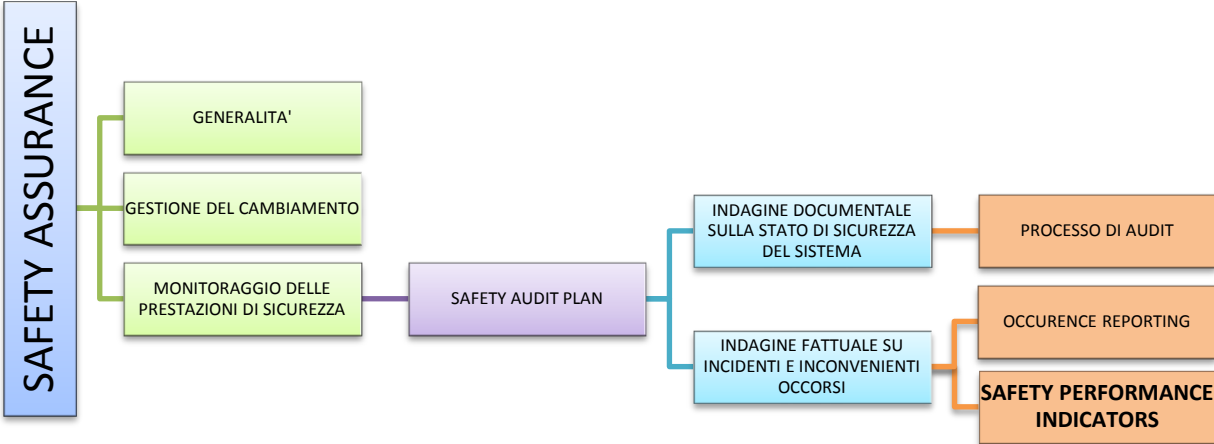 SAFETY ASSURANCE
GENERALITA'
GESTIONE DEL CAMBIAMENTO
MONITORAGGIO DELLE
PRESTAZIONI DI SICUREZZA
SAFETY AUDIT PLAN
INDAGINE DOCUMENTALE
SULLA STATO DI SICUREZZA
DEL SISTEMA
PROCESSO DI AUDIT
INDAGINE FATTUALE SU
INCIDENTI E INCONVENIENTI
OCCORSI
OCCURENCE REPORTING
SAFETY PERFORMANCE
INDICATORS